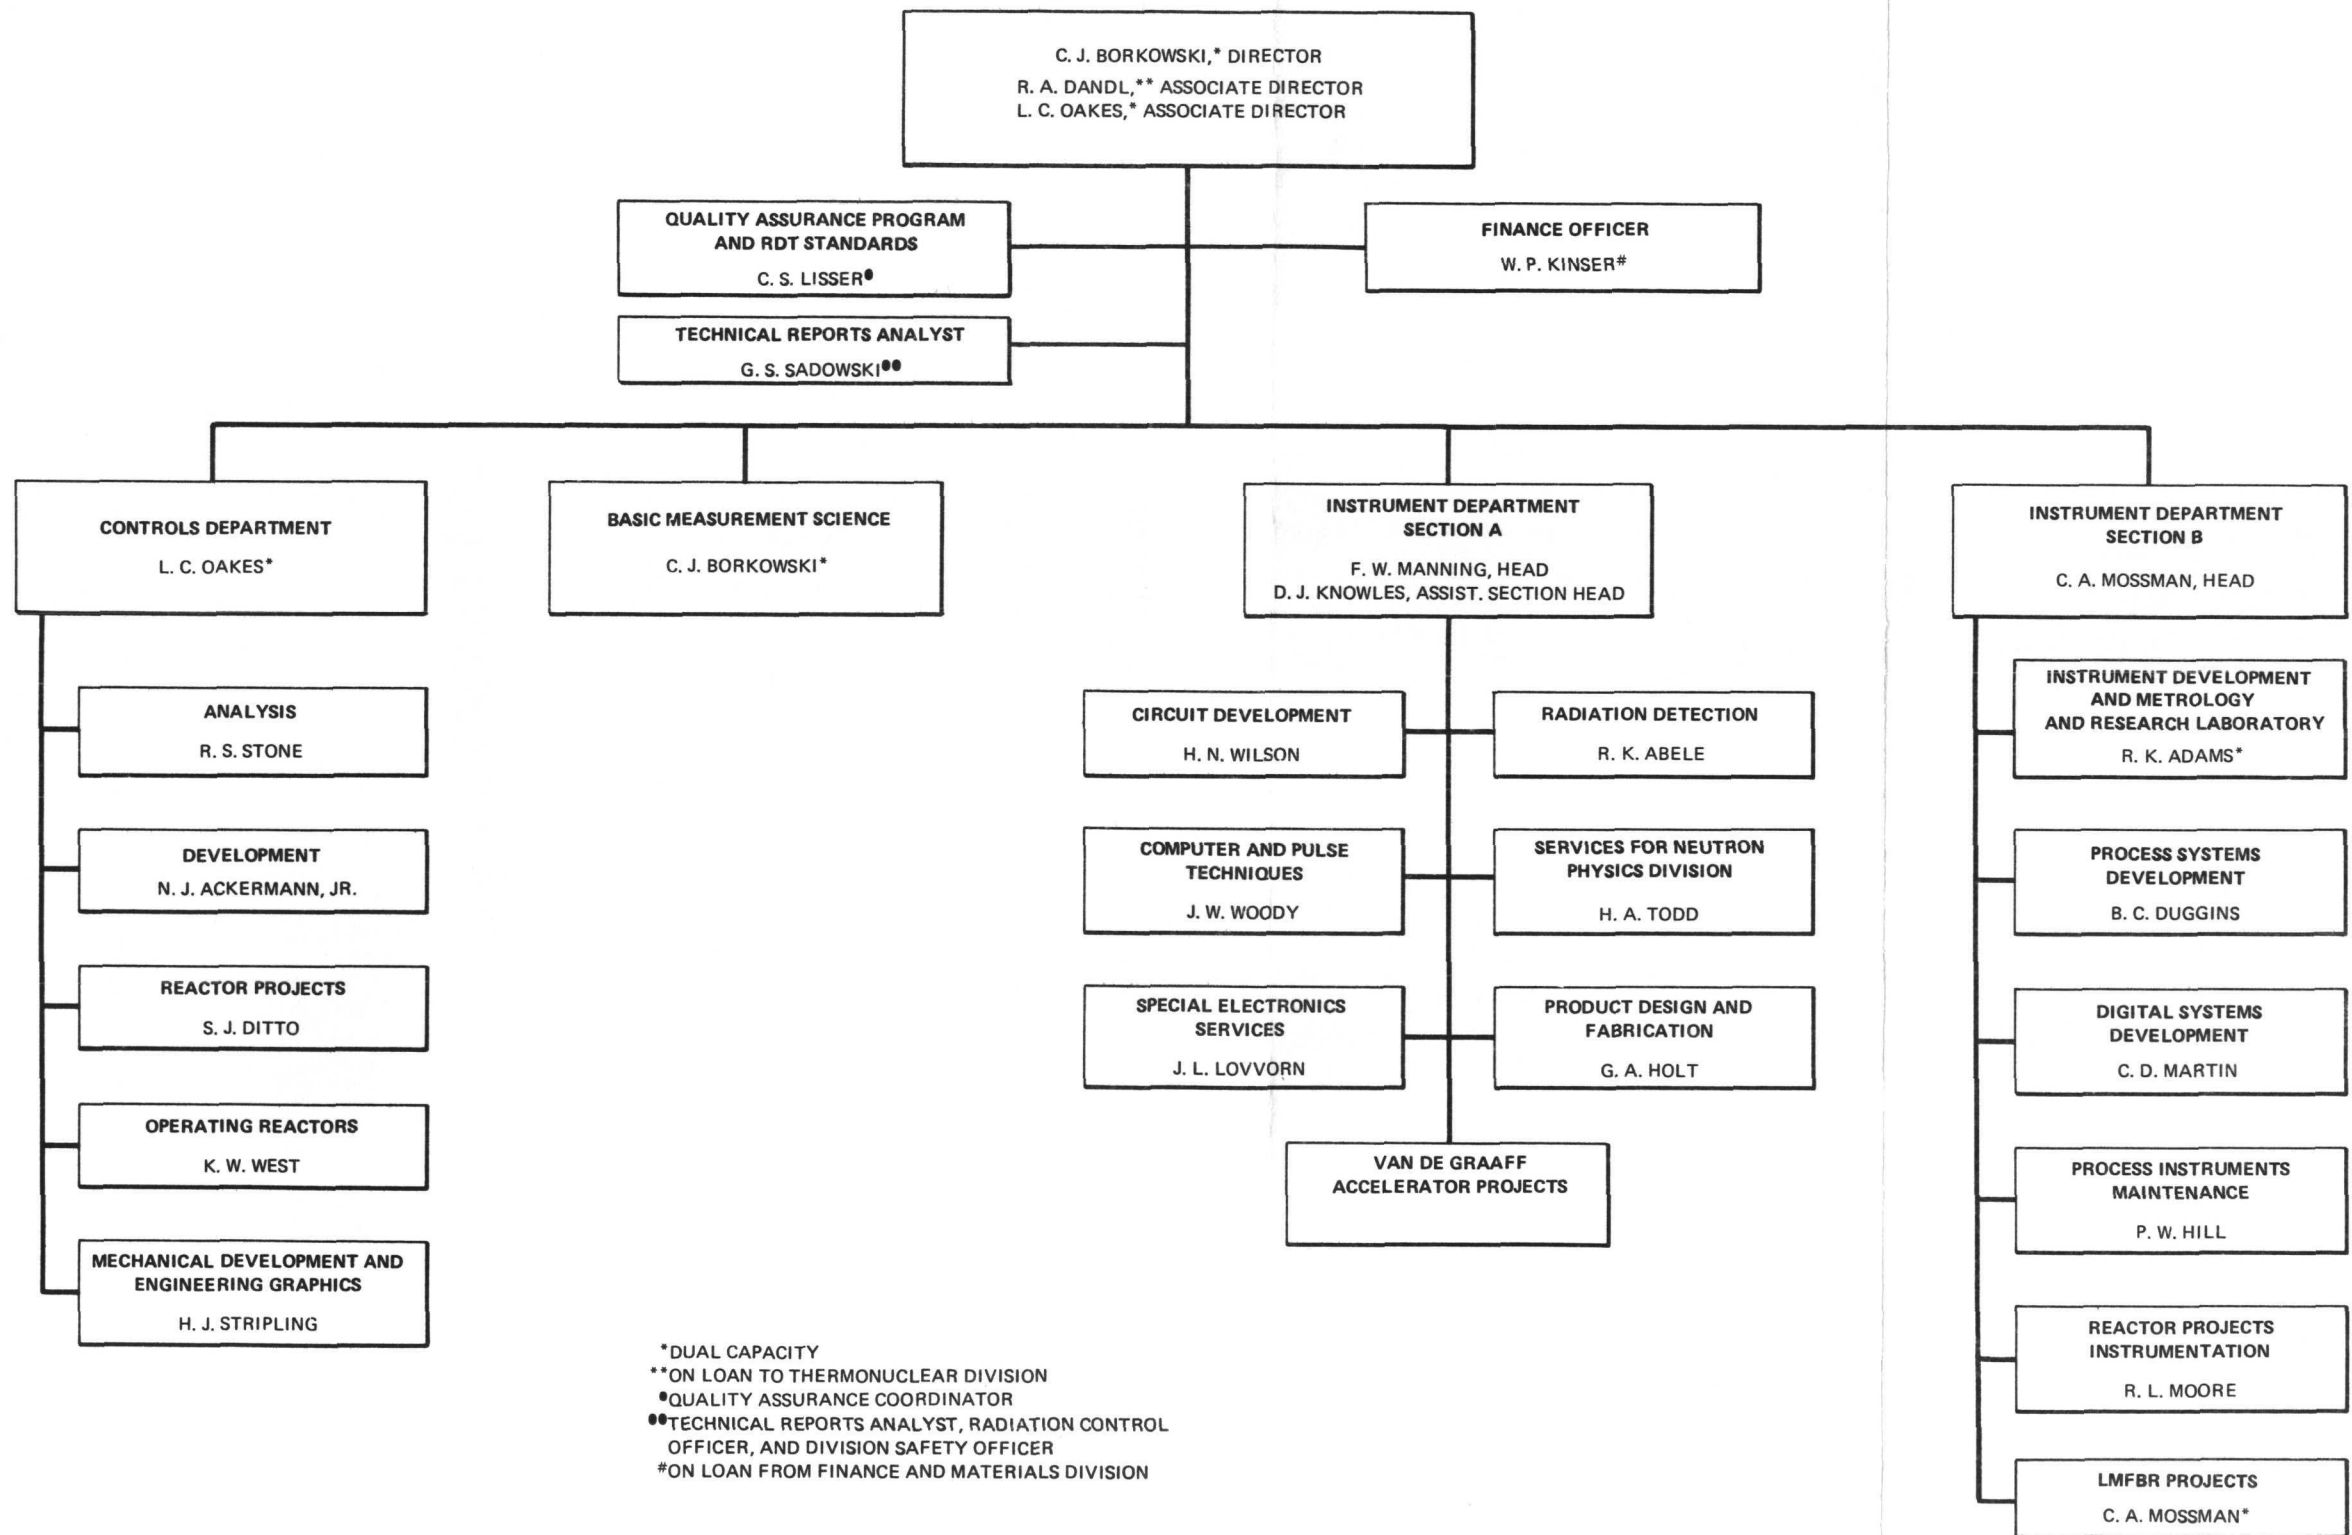 C. J. BORKOWSKI,* DIRECTOR
R. A. DANDL,** ASSOCIATE DIRECTOR
L. C. OAKES,* ASSOCIATE DIRECTOR
QUALITY ASSURANCE PROGRAM
AND RDT STANDARDS
C. S. LISSER●
FINANCE OFFICER
W. P. KINSER#
TECHNICAL REPORTS ANALYST
G. S. SADOWSKI●●
CONTROLS DEPARTMENT
L. C. OAKES*
BASIC MEASUREMENT SCIENCE
C. J. BORKOWSKI*
INSTRUMENT DEPARTMENT
SECTION A
F. W. MANNING, HEAD
D. J. KNOWLES, ASSIST. SECTION HEAD
INSTRUMENT DEPARTMENT
SECTION B
C. A. MOSSMAN, HEAD
ANALYSIS
R. S. STONE
DEVELOPMENT
N. J. ACKERMANN, JR.
REACTOR PROJECTS
S. J. DITTO
OPERATING REACTORS
K. W. WEST
MECHANICAL DEVELOPMENT AND
ENGINEERING GRAPHICS
H. J. STRIPLING
CIRCUIT DEVELOPMENT
H. N. WILSON
RADIATION DETECTION
R. K. ABELE
COMPUTER AND PULSE
TECHNIQUES
J. W. WOODY
SERVICES FOR NEUTRON
PHYSICS DIVISION
H. A. TODD
SPECIAL ELECTRONICS
SERVICES
J. L. LOVVORN
PRODUCT DESIGN AND
FABRICATION
G. A. HOLT
VAN DE GRAAFF
ACCELERATOR PROJECTS
INSTRUMENT DEVELOPMENT
AND METROLOGY
AND RESEARCH LABORATORY
R. K. ADAMS*
PROCESS SYSTEMS
DEVELOPMENT
B. C. DUGGINS
DIGITAL SYSTEMS
DEVELOPMENT
C. D. MARTIN
PROCESS INSTRUMENTS
MAINTENANCE
P. W. HILL
REACTOR PROJECTS
INSTRUMENTATION
R. L. MOORE
LMFBR PROJECTS
C. A. MOSSMAN*
*DUAL CAPACITY
**ON LOAN TO THERMONUCLEAR DIVISION
●QUALITY ASSURANCE COORDINATOR
●●TECHNICAL REPORTS ANALYST, RADIATION CONTROL
OFFICER, AND DIVISION SAFETY OFFICER
#ON LOAN FROM FINANCE AND MATERIALS DIVISION